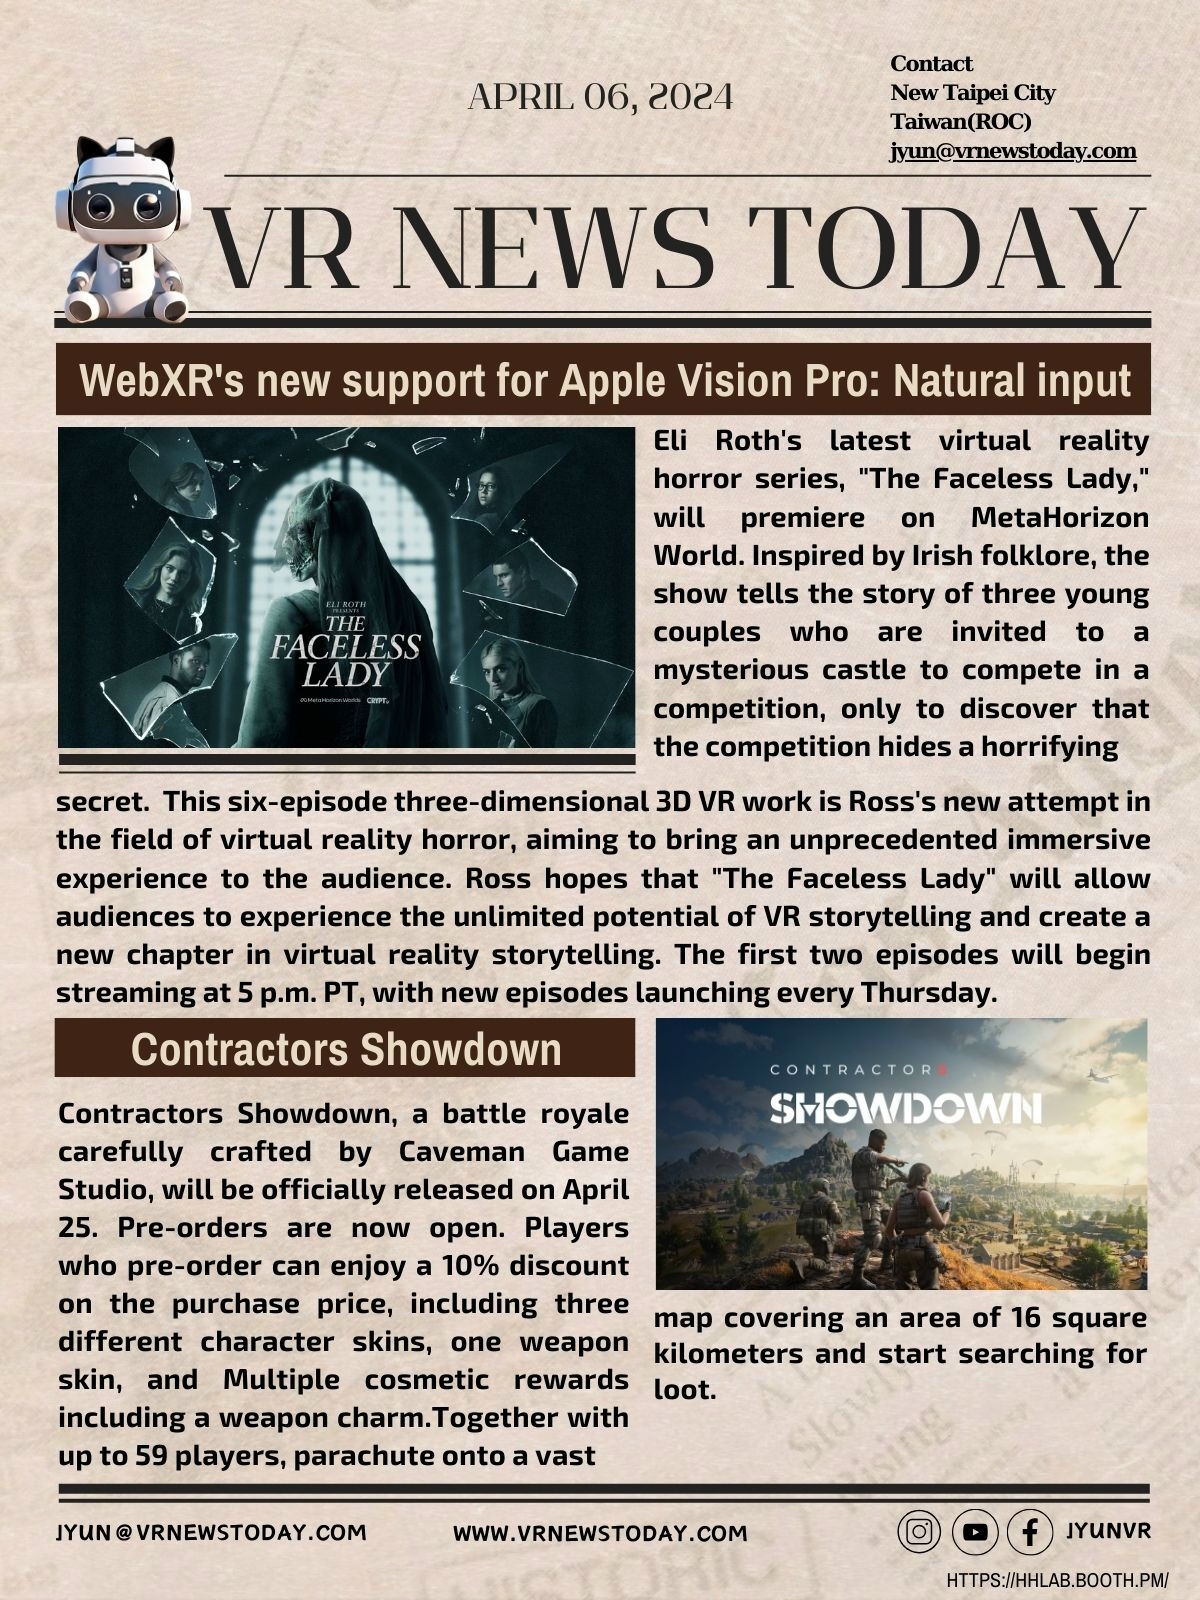 APRIL 06, 2024
Contact
New Taipei City
Taiwan(ROC)
jyun@vrnewstoday.com
VR NEWS TODAY
WebXR's new support for Apple Vision Pro: Natural input
ELI ROTH
PRESENTS
THE
FACELESS
LADY
MetaHorizon Worlds CRYPT
Eli Roth's latest virtual reality
horror series, "The Faceless Lady,"
will premiere on MetaHorizon
World. Inspired by Irish folklore, the
show tells the story of three young
couples who are invited to a
mysterious castle to compete in a
competition, only to discover that
the competition hides a horrifying
secret. This six-episode three-dimensional 3D VR work is Ross's new attempt in
the field of virtual reality horror, aiming to bring an unprecedented immersive
experience to the audience. Ross hopes that "The Faceless Lady" will allow
audiences to experience the unlimited potential of VR storytelling and create a
new chapter in virtual reality storytelling. The first two episodes will begin
streaming at 5 p.m. PT, with new episodes launching every Thursday.
Contractors Showdown
Contractors Showdown, a battle royale
carefully crafted by Caveman Game
Studio, will be officially released on April
25. Pre-orders are now open. Players
who pre-order can enjoy a 10% discount
on the purchase price, including three
different character skins, one weapon
skin, and Multiple cosmetic rewards
including a weapon charm.Together with
up to 59 players, parachute onto a vast
CONTRACTORS
SHOWDOWN
map covering an area of 16 square
kilometers and start searching for
loot.
JYUN@VRNEWSTODAY.COM
WWW.VRNEWSTODAY.COM
JYUNVR
HTTPS://HHLAB.BOOTH.PM/